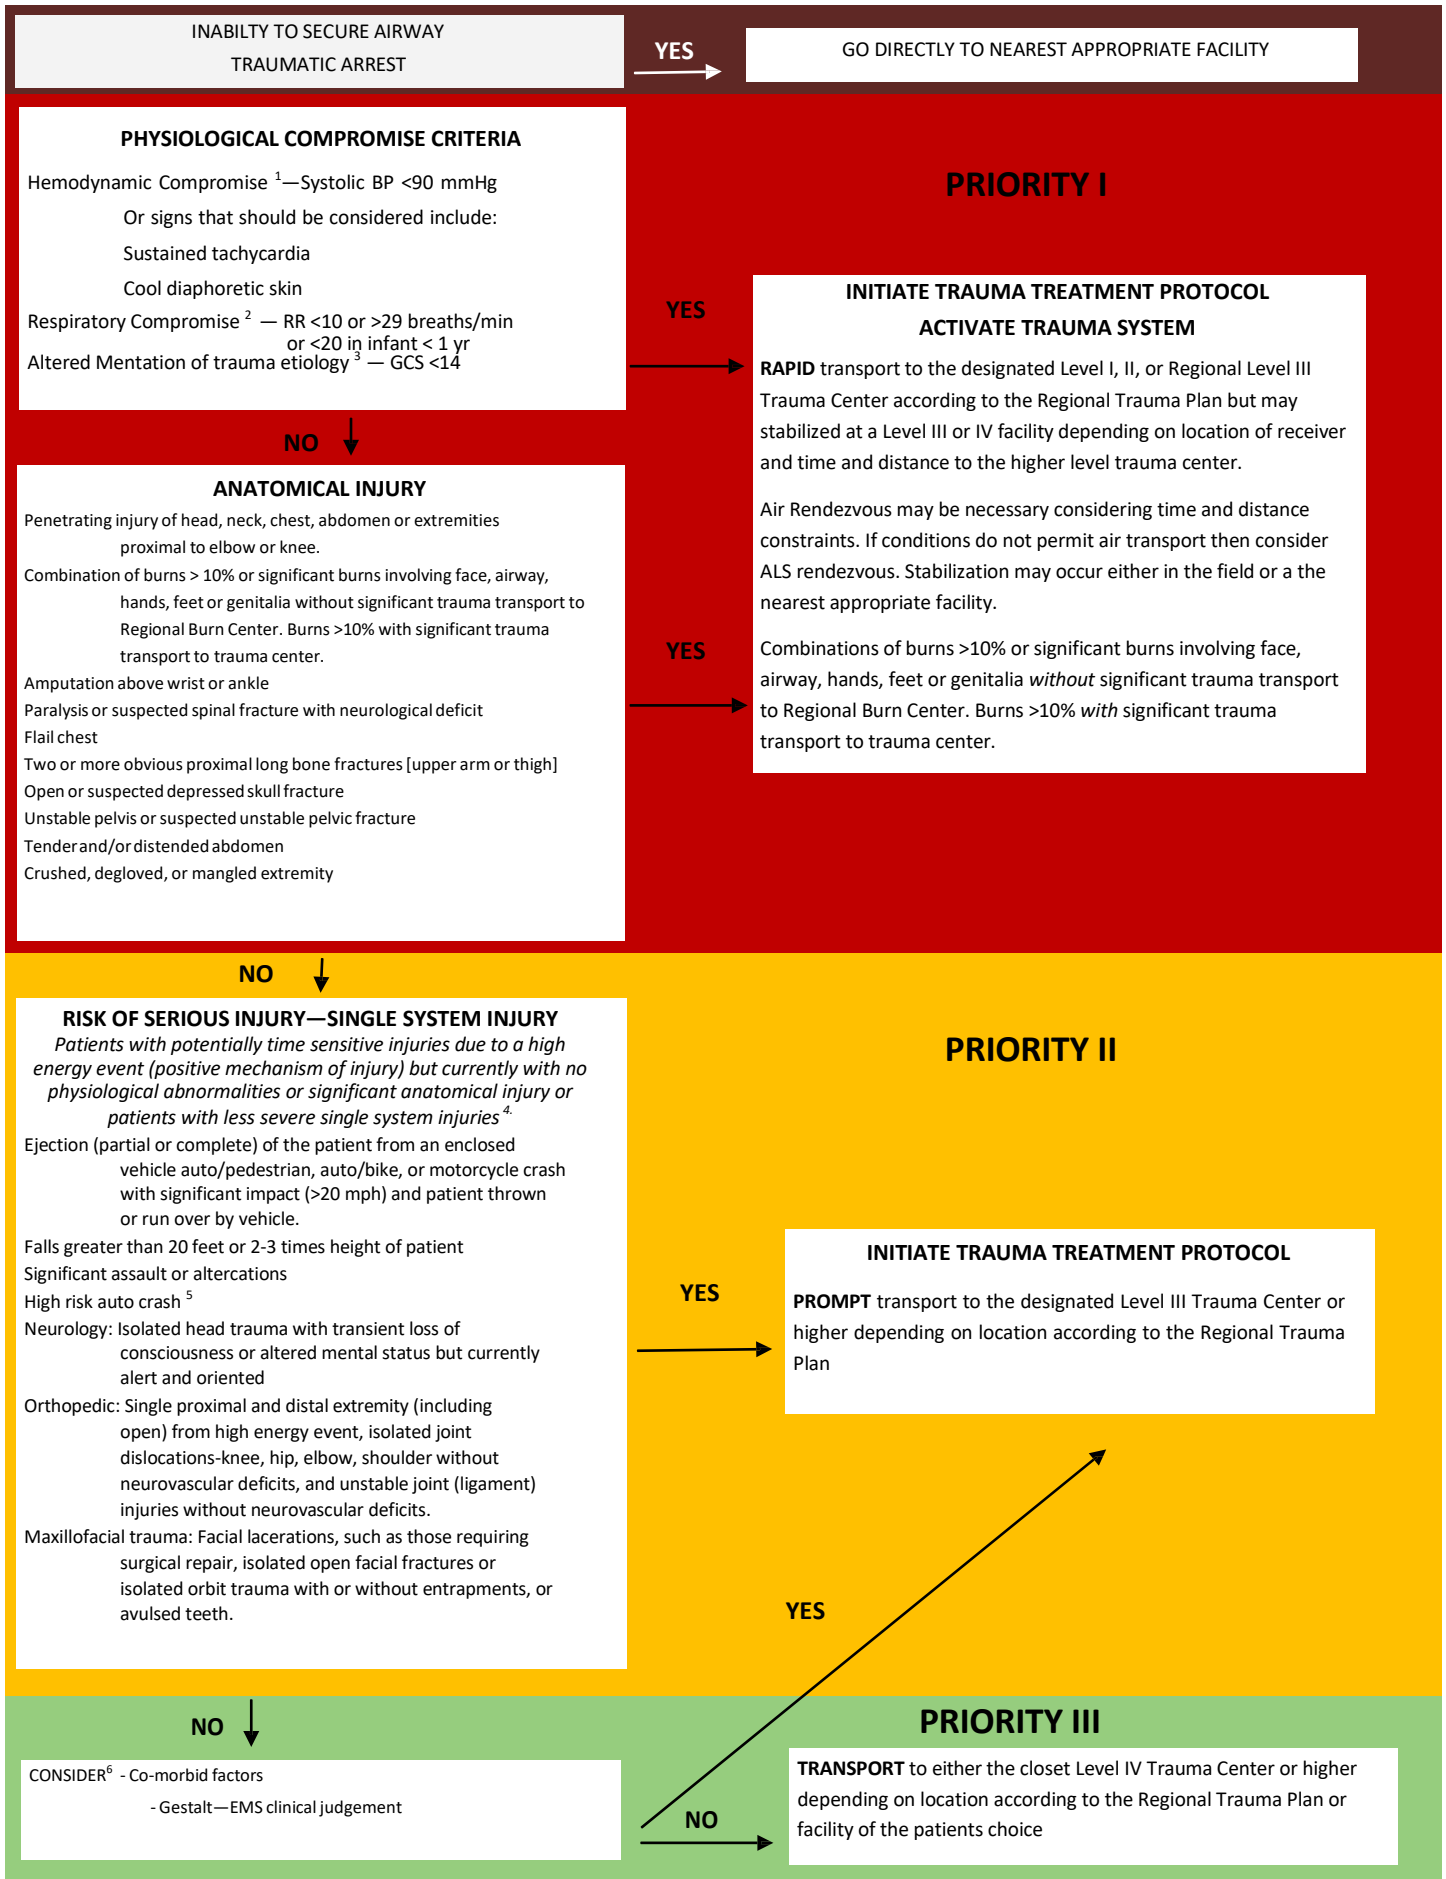 INABILTY TO SECURE AIRWAY
TRAUMATIC ARREST
YES
GO DIRECTLY TO NEAREST APPROPRIATE FACILITY
PHYSIOLOGICAL COMPROMISE CRITERIA
Hemodynamic Compromise 1—Systolic BP <90 mmHg
Or signs that should be considered include:
Sustained tachycardia
Cool diaphoretic skin
Respiratory Compromise 2 — RR <10 or >29 breaths/min
or <20 in infant < 1 yr
Altered Mentation of trauma etiology 3 — GCS <14
YES
PRIORITY I
INITIATE TRAUMA TREATMENT PROTOCOL
ACTIVATE TRAUMA SYSTEM
RAPID transport to the designated Level I, II, or Regional Level III
Trauma Center according to the Regional Trauma Plan but may
stabilized at a Level III or IV facility depending on location of receiver
and time and distance to the higher level trauma center.
Air Rendezvous may be necessary considering time and distance
constraints. If conditions do not permit air transport then consider
ALS rendezvous. Stabilization may occur either in the field or a the
nearest appropriate facility.
Combinations of burns >10% or significant burns involving face,
airway, hands, feet or genitalia without significant trauma transport
to Regional Burn Center. Burns >10% with significant trauma
transport to trauma center.
NO
ANATOMICAL INJURY
Penetrating injury of head, neck, chest, abdomen or extremities
proximal to elbow or knee.
Combination of burns > 10% or significant burns involving face, airway,
hands, feet or genitalia without significant trauma transport to
Regional Burn Center. Burns >10% with significant trauma
transport to trauma center.
Amputation above wrist or ankle
Paralysis or suspected spinal fracture with neurological deficit
Flail chest
Two or more obvious proximal long bone fractures [upper arm or thigh]
Open or suspected depressed skull fracture
Unstable pelvis or suspected unstable pelvic fracture
Tender and/or distended abdomen
Crushed, degloved, or mangled extremity
YES
NO
RISK OF SERIOUS INJURY—SINGLE SYSTEM INJURY
Patients with potentially time sensitive injuries due to a high
energy event (positive mechanism of injury) but currently with no
physiological abnormalities or significant anatomical injury or
patients with less severe single system injuries 4.
Ejection (partial or complete) of the patient from an enclosed
vehicle auto/pedestrian, auto/bike, or motorcycle crash
with significant impact (>20 mph) and patient thrown
or run over by vehicle.
Falls greater than 20 feet or 2-3 times height of patient
Significant assault or altercations
High risk auto crash 5
Neurology: Isolated head trauma with transient loss of
consciousness or altered mental status but currently
alert and oriented
Orthopedic: Single proximal and distal extremity (including
open) from high energy event, isolated joint
dislocations-knee, hip, elbow, shoulder without
neurovascular deficits, and unstable joint (ligament)
injuries without neurovascular deficits.
Maxillofacial trauma: Facial lacerations, such as those requiring
surgical repair, isolated open facial fractures or
isolated orbit trauma with or without entrapments, or
avulsed teeth.
PRIORITY II
YES
INITIATE TRAUMA TREATMENT PROTOCOL
PROMPT transport to the designated Level III Trauma Center or
higher depending on location according to the Regional Trauma
Plan
YES
NO
CONSIDER6 - Co-morbid factors
- Gestalt—EMS clinical judgement
NO
PRIORITY III
TRANSPORT to either the closet Level IV Trauma Center or higher
depending on location according to the Regional Trauma Plan or
facility of the patients choice